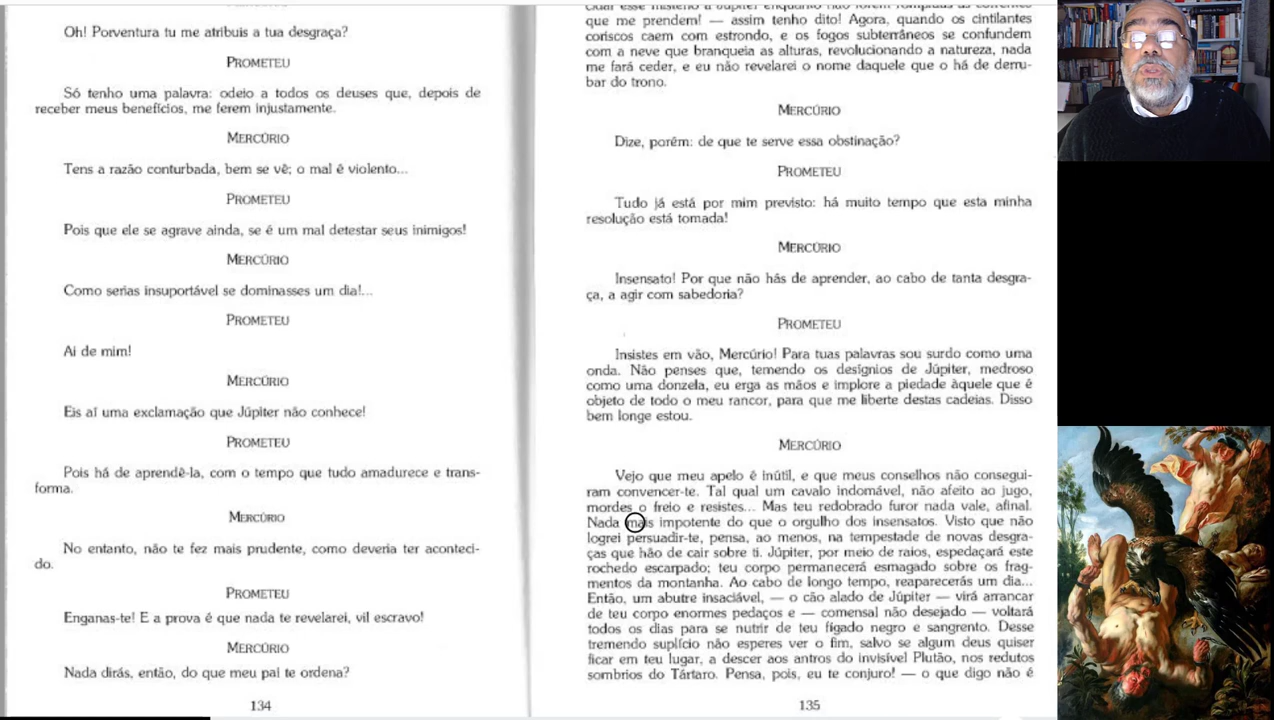 Oh! Porventura tu me atribuis a tua desgraça?
PROMETEU
Só tenho uma palavra: odeio a todos os deuses que, depois de
receber meus benefícios, me ferem injustamente.
MERCÚRIO
Tens a razão conturbada, bem se vê; o mal é violento...
PROMETEU
Pois que ele se agrave ainda, se é um mal detestar seus inimigos!
MERCÚRIO
Como serias insuportável se dominasses um dia!...
PROMETEU
Ai de mim!
MERCÚRIO
Eis aí uma exclamação que Júpiter não conhece!
PROMETEU
Pois há de aprendê-la, com o tempo que tudo amadurece e trans-
forma.
MERCÚRIO
No entanto, não te fez mais prudente, como deveria ter aconteci-
do.
PROMETEU
Enganas-te! E a prova é que nada te revelarei, vil escravo!
MERCÚRIO
Nada dirás, então, do que meu pai te ordena?
134
que me prendem! — assim tenho dito! Agora, quando os cintilantes
coriscos caem com estrondo, e os fogos subterrâneos se confundem
com a neve que branqueia as alturas, revolucionando a natureza, nada
me fará ceder, e eu não revelarei o nome daquele que o há de derru-
bar do trono.
MERCÚRIO
Dize, porém: de que te serve essa obstinação?
PROMETEU
Tudo já está por mim previsto: há muito tempo que esta minha
resolução está tomada!
MERCÚRIO
Insensato! Por que não hás de aprender, ao cabo de tanta desgra-
ça, a agir com sabedoria?
PROMETEU
Insistes em vão, Mercúrio! Para tuas palavras sou surdo como uma
onda. Não penses que, temendo os desígnios de Júpiter, medroso
como uma donzela, eu erga as mãos e implore a piedade àquele que é
objeto de todo o meu rancor, para que me liberte destas cadeias. Disso
bem longe estou.
MERCÚRIO
Vejo que meu apelo é inútil, e que meus conselhos não consegui-
ram convencer-te. Tal qual um cavalo indomável, não afeito ao jugo,
mordes o freio e resistes... Mas teu redobrado furor nada vale, afinal.
Nada mais impotente do que o orgulho dos insensatos. Visto que não
logrei persuadir-te, pensa, ao menos, na tempestade de novas desgra-
ças que hão de cair sobre ti. Júpiter, por meio de raios, espedaçará este
rochedo escarpado; teu corpo permanecerá esmagado sobre os frag-
mentos da montanha. Ao cabo de longo tempo, reaparecerás um dia...
Então, um abutre insaciável, — o cão alado de Júpiter — virá arrancar
de teu corpo enormes pedaços e — comensal não desejado — voltará
todos os dias para se nutrir de teu fígado negro e sangrento. Desse
tremendo suplício não esperes ver o fim, salvo se algum deus quiser
ficar em teu lugar, a descer aos antros do invisível Plutão, nos redutos
sombrios do Tártaro. Pensa, pois, eu te conjuro! — o que digo não é
135